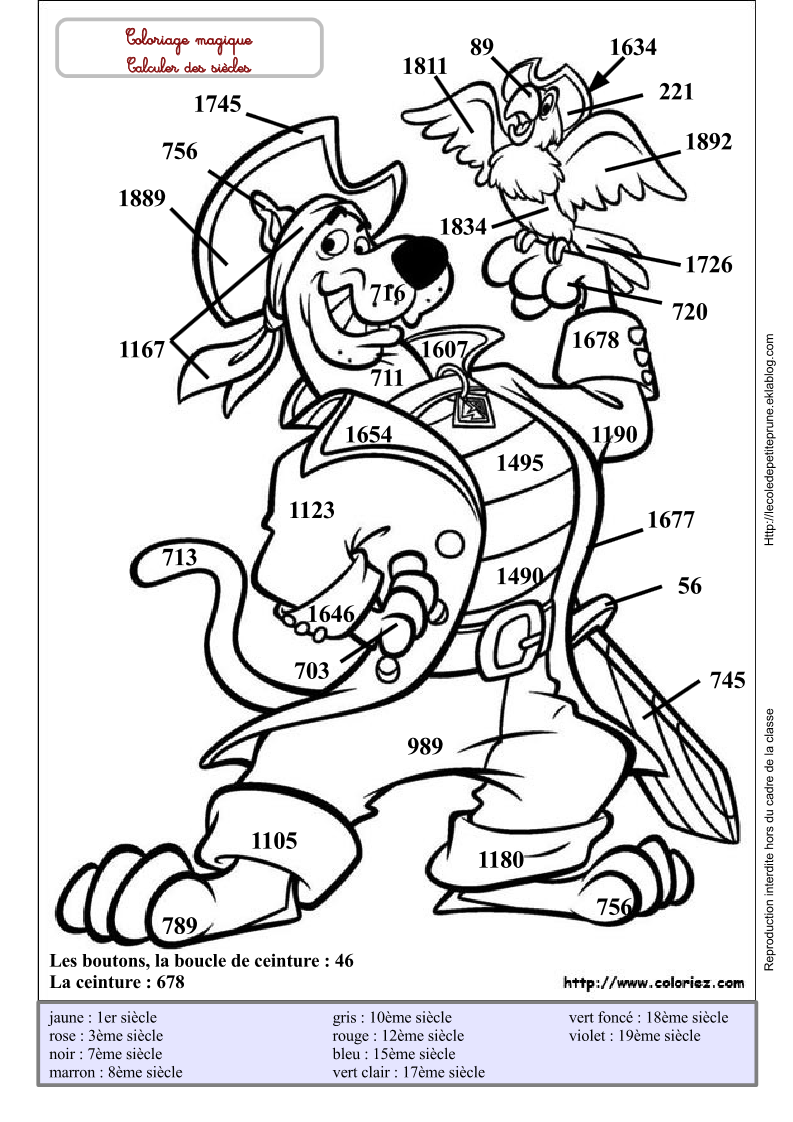 Coloriage magique
Calculer des siècles
89
1634
1811
221
1745
1892
756
1889
1834
1726
716
720
1167
1607
1678
711
1654
1190
1495
1123
1677
713
1490
56
1646
703
745
989
1105
1180
789
756
Les boutons, la boucle de ceinture : 46
La ceinture : 678
http://www.coloriez.com
jaune : 1er siècle
rose : 3ème siècle
noir : 7ème siècle
marron : 8ème siècle
gris : 10ème siècle
rouge : 12ème siècle
bleu : 15ème siècle
vert clair : 17ème siècle
vert foncé : 18ème siècle
violet : 19ème siècle
Http://lecoledepetiteprune.eklablog.com
Reproduction interdite hors du cadre de la classe